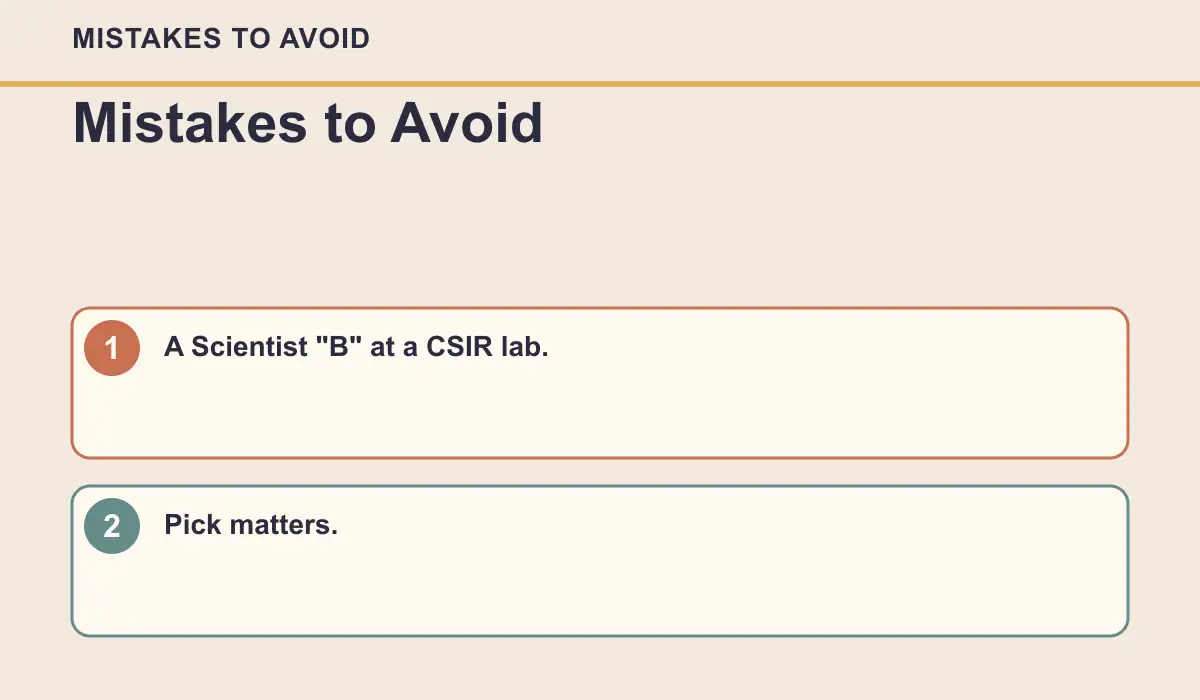 MISTAKES TO AVOID
Mistakes to Avoid
1
A Scientist "B" at a CSIR lab.
2
Pick matters.